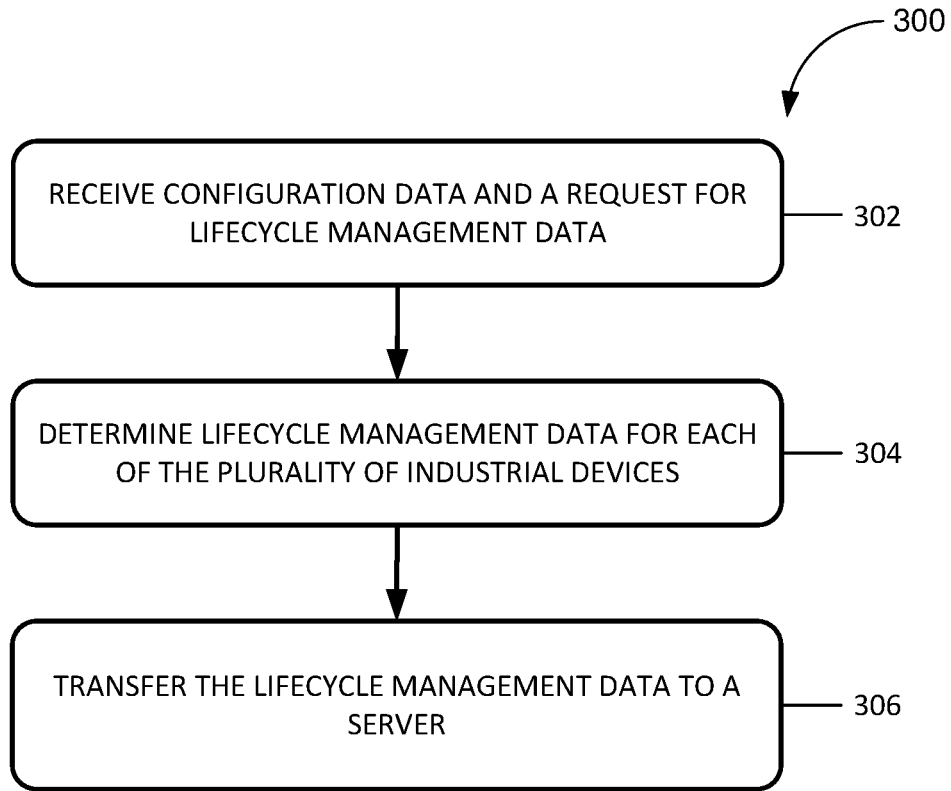 300
RECEIVE CONFIGURATION DATA AND A REQUEST FOR
LIFECYCLE MANAGEMENT DATA
302
DETERMINE LIFECYCLE MANAGEMENT DATA FOR EACH
OF THE PLURALITY OF INDUSTRIAL DEVICES
304
TRANSFER THE LIFECYCLE MANAGEMENT DATA TO A
SERVER
306